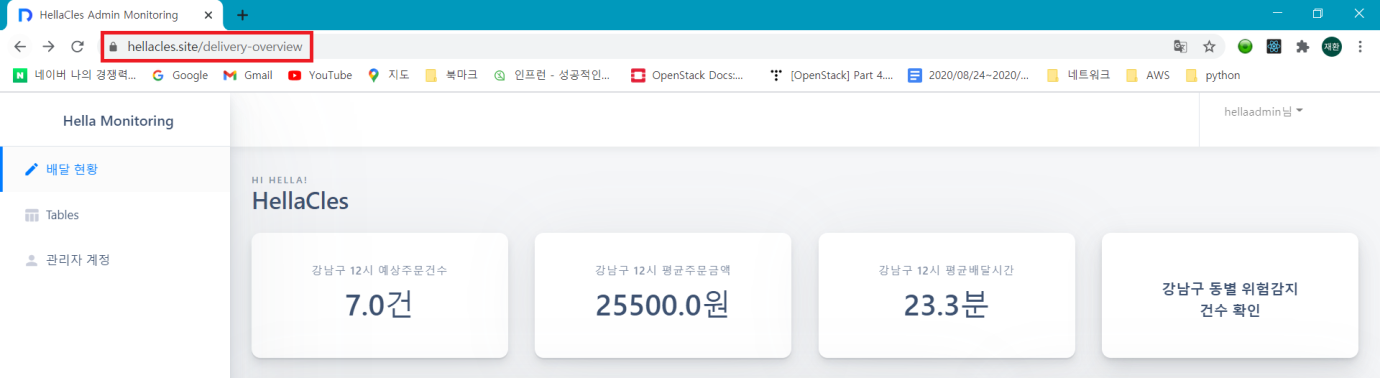 HellaCles Admin Monitoring
hellacles.site/delivery-overview
재환
네이버 나의 경쟁력...
Google
Gmail
YouTube
지도
북마크
인프런 - 성공적인...
OpenStack Docs:...
[OpenStack] Part 4....
2020/08/24~2020/...
네트워크
AWS
python
Hella Monitoring
hellaadmin님
배달 현황
Tables
관리자 계정
HI HELLA!
HellaCles
강남구 12시 예상주문건수
7.0건
강남구 12시 평균주문금액
25500.0원
강남구 12시 평균배달시간
23.3분
강남구 동별 위험감지
건수 확인